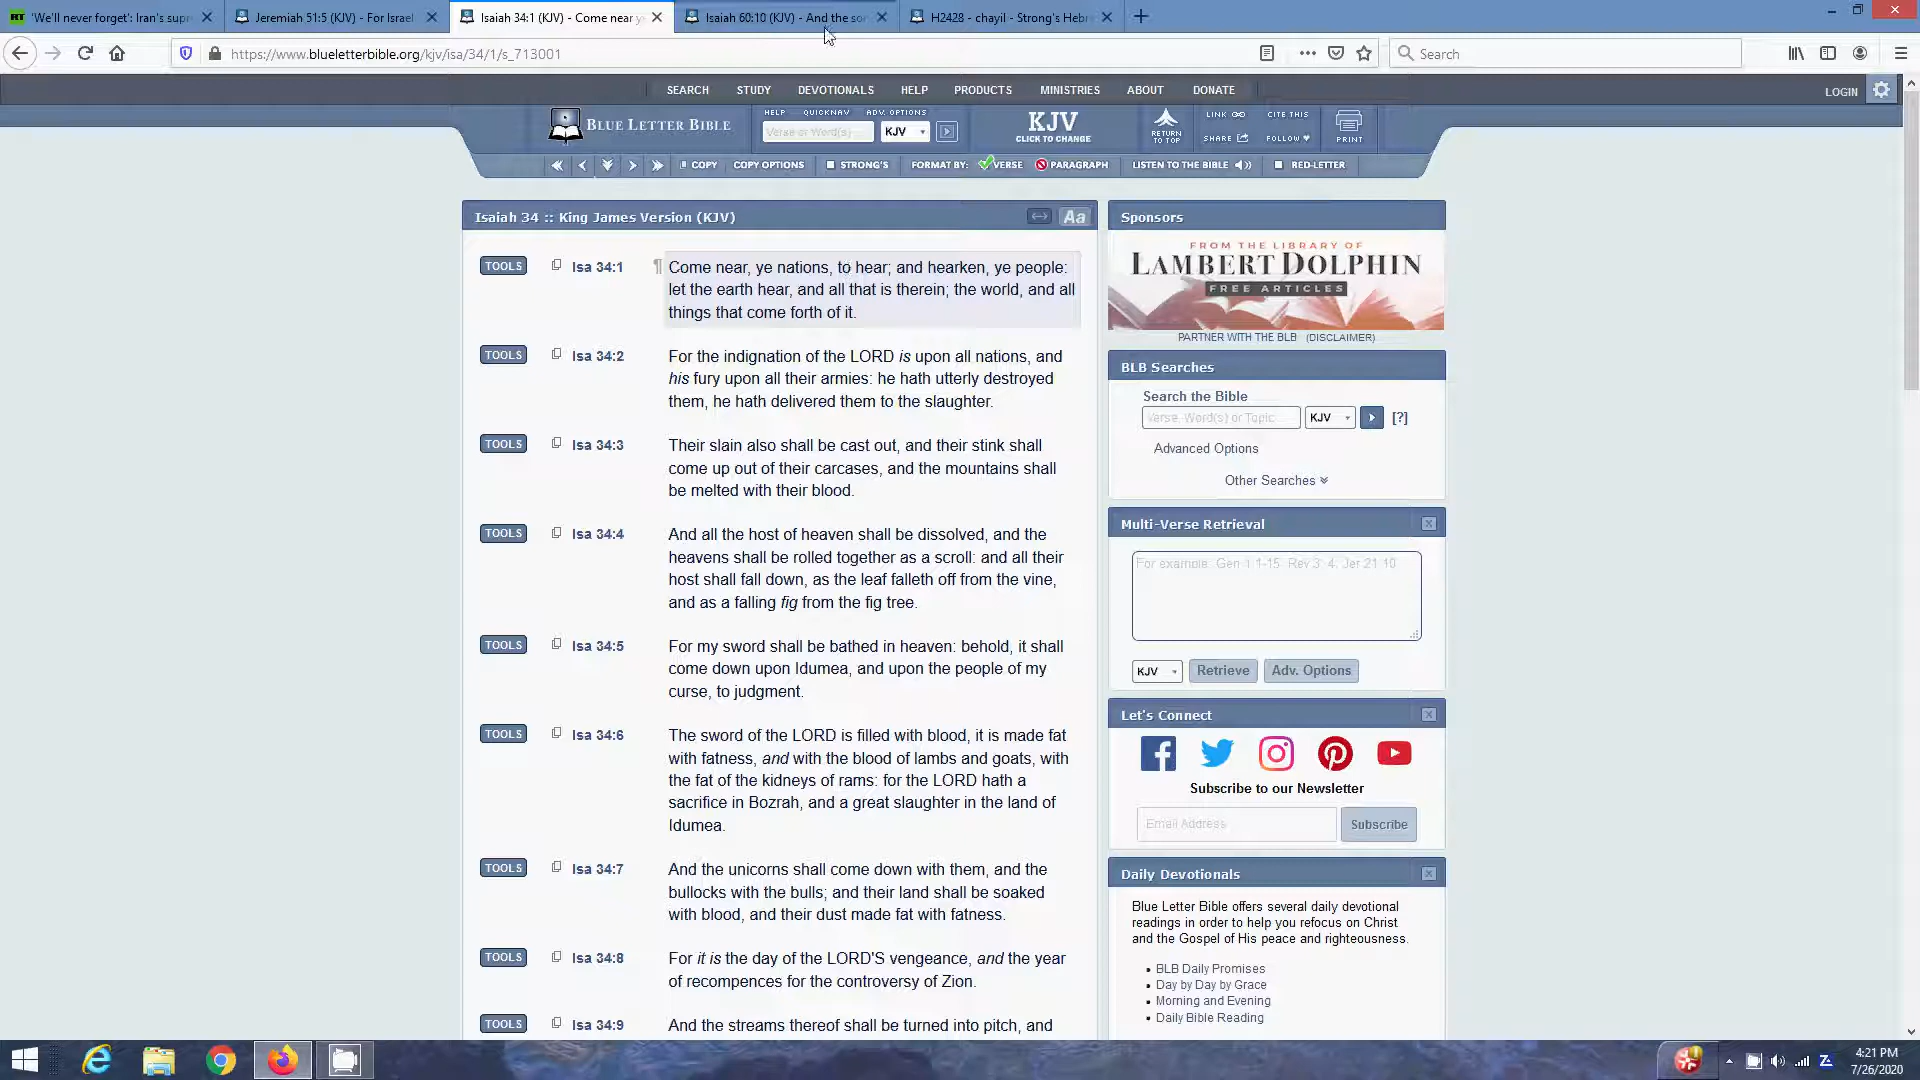 'We'll never forget': Iran's supr
Jeremiah 51:5 (KJV) - For Israel
Isaiah 34:1 (KJV) - Come near y
Isaiah 60:10 (KJV) - And the so
H2428 - chayil - Strong's Hebr
https://www.blueletterbible.org/kjv/isa/34/1/s_713001
Search
SEARCH STUDY DEVOTIONALS HELP PRODUCTS MINISTRIES ABOUT DONATE
LOGIN
BLUE LETTER BIBLE
HELP QUICKNAV ADV. OPTIONS
Verse or Word(s) KJV
KJV
CLICK TO CHANGE
RETURN
TO TOP
LINK CITE THIS
SHARE FOLLOW
PRINT
COPY COPY OPTIONS STRONG'S FORMAT BY: VERSE PARAGRAPH LISTEN TO THE BIBLE RED-LETTER
Isaiah 34 :: King James Version (KJV)
Aa
TOOLS Isa 34:1 ¶ Come near, ye nations, to hear; and hearken, ye people:
let the earth hear, and all that is therein; the world, and all
things that come forth of it.
TOOLS Isa 34:2 For the indignation of the LORD is upon all nations, and
his fury upon all their armies: he hath utterly destroyed
them, he hath delivered them to the slaughter.
TOOLS Isa 34:3 Their slain also shall be cast out, and their stink shall
come up out of their carcases, and the mountains shall
be melted with their blood.
TOOLS Isa 34:4 And all the host of heaven shall be dissolved, and the
heavens shall be rolled together as a scroll: and all their
host shall fall down, as the leaf falleth off from the vine,
and as a falling fig from the fig tree.
TOOLS Isa 34:5 For my sword shall be bathed in heaven: behold, it shall
come down upon Idumea, and upon the people of my
curse, to judgment.
TOOLS Isa 34:6 The sword of the LORD is filled with blood, it is made fat
with fatness, and with the blood of lambs and goats, with
the fat of the kidneys of rams: for the LORD hath a
sacrifice in Bozrah, and a great slaughter in the land of
Idumea.
TOOLS Isa 34:7 And the unicorns shall come down with them, and the
bullocks with the bulls; and their land shall be soaked
with blood, and their dust made fat with fatness.
TOOLS Isa 34:8 For it is the day of the LORD'S vengeance, and the year
of recompences for the controversy of Zion.
TOOLS Isa 34:9 And the streams thereof shall be turned into pitch, and
Sponsors
FROM THE LIBRARY OF
LAMBERT DOLPHIN
FREE ARTICLES
PARTNER WITH THE BLB (DISCLAIMER)
BLB Searches
Search the Bible
Verse, Word(s) or Topic KJV [?]
Advanced Options
Other Searches
Multi-Verse Retrieval
For example: Gen 1:1-15; Rev 3:4; Jer 21:10
KJV Retrieve Adv. Options
Let's Connect
Subscribe to our Newsletter
Email Address Subscribe
Daily Devotionals
Blue Letter Bible offers several daily devotional
readings in order to help you refocus on Christ
and the Gospel of His peace and righteousness.
BLB Daily Promises
Day by Day by Grace
Morning and Evening
Daily Bible Reading
4:21 PM
7/26/2020